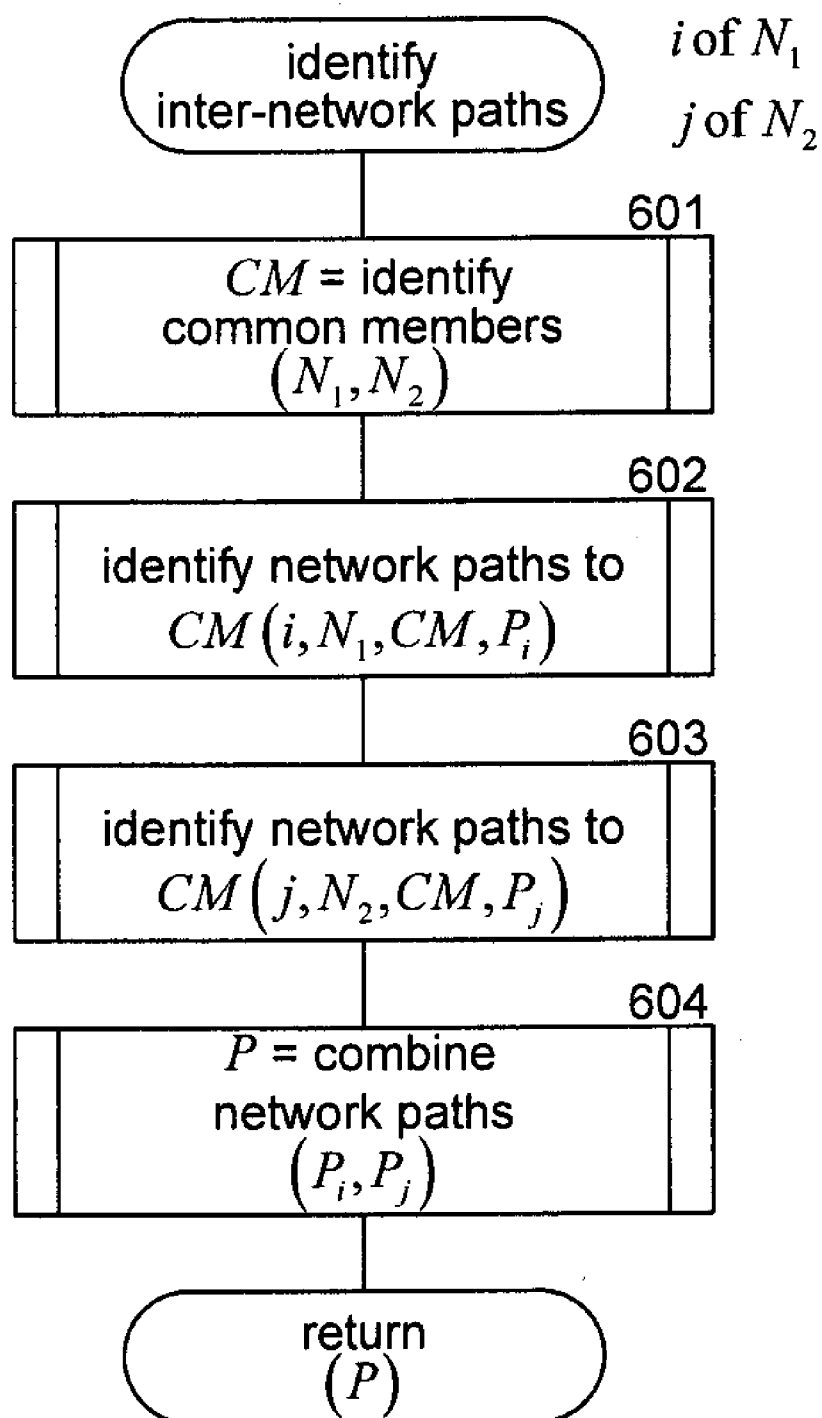 identify
inter-network paths
i of N₁
j of N₂
601
CM = identify
common members
(N₁, N₂)
602
identify network paths to
CM (i, N₁, CM, Pᵢ)
603
identify network paths to
CM (j, N₂, CM, Pⱼ)
604
P = combine
network paths
(Pᵢ, Pⱼ)
return
(P)